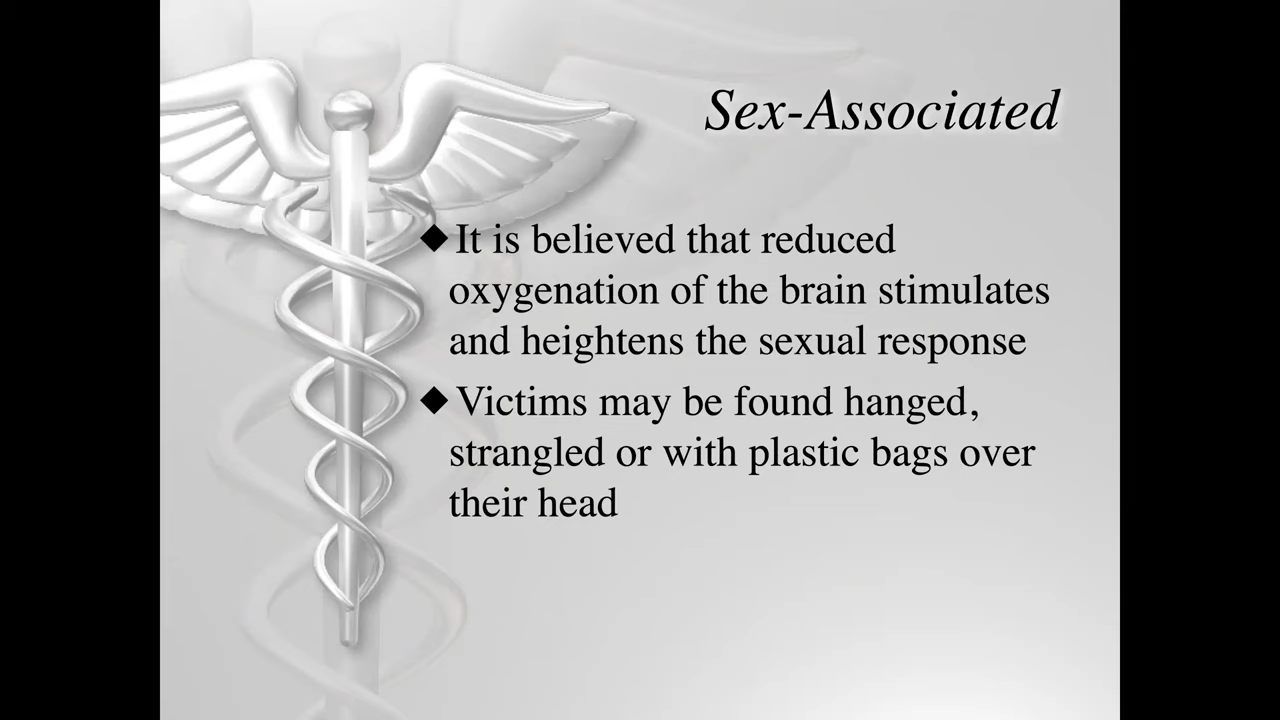 Sex-Associated
◆It is believed that reduced
oxygenation of the brain stimulates
and heightens the sexual response
◆Victims may be found hanged,
strangled or with plastic bags over
their head